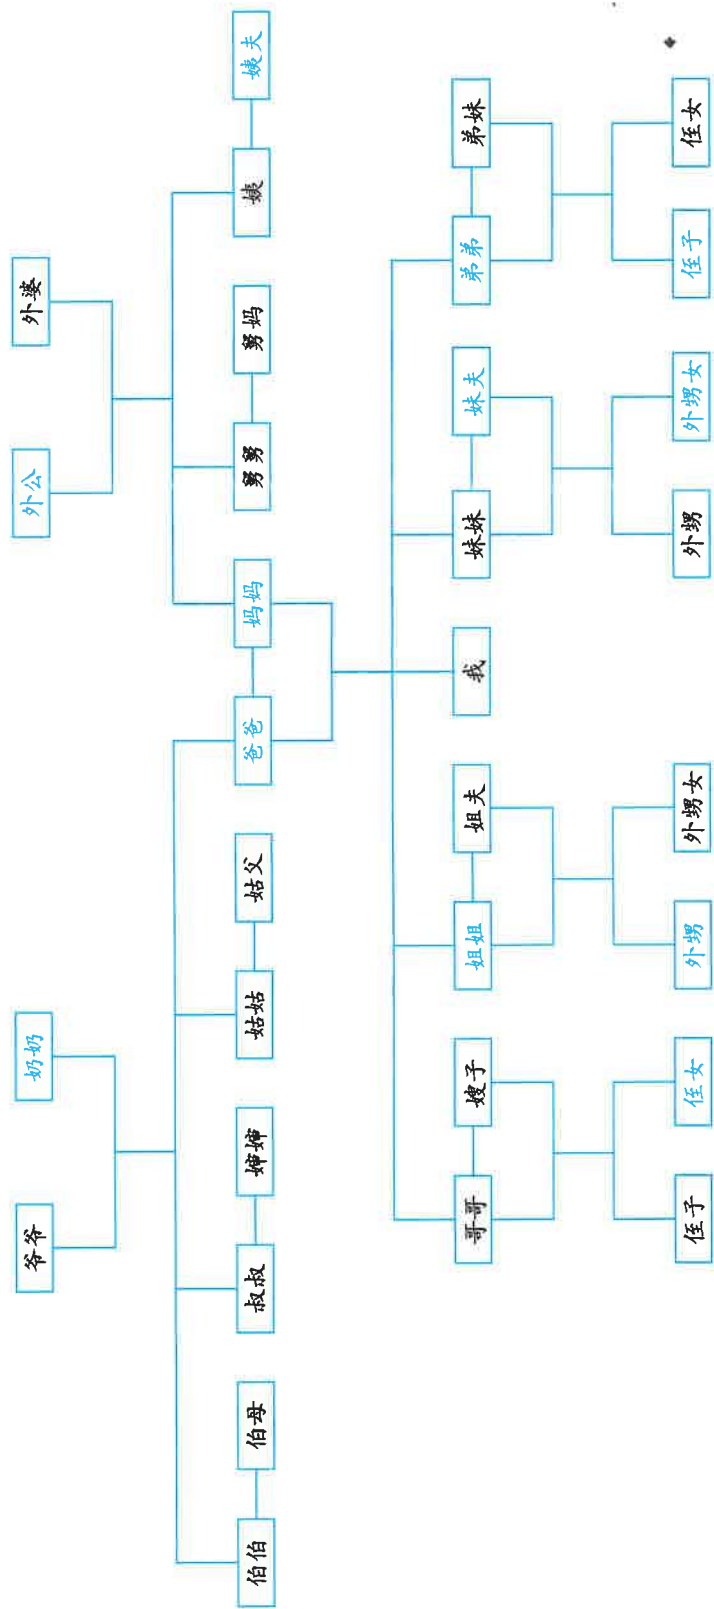 爷爷
奶奶
外公
外婆
伯伯
伯母
叔叔
婶婶
姑姑
姑父
爸爸
妈妈
舅舅
舅妈
姨
姨夫
哥哥
嫂子
姐姐
姐夫
我
妹妹
妹夫
弟弟
弟妹
侄子
侄女
外甥
外甥女
外甥
外甥女
侄子
侄女